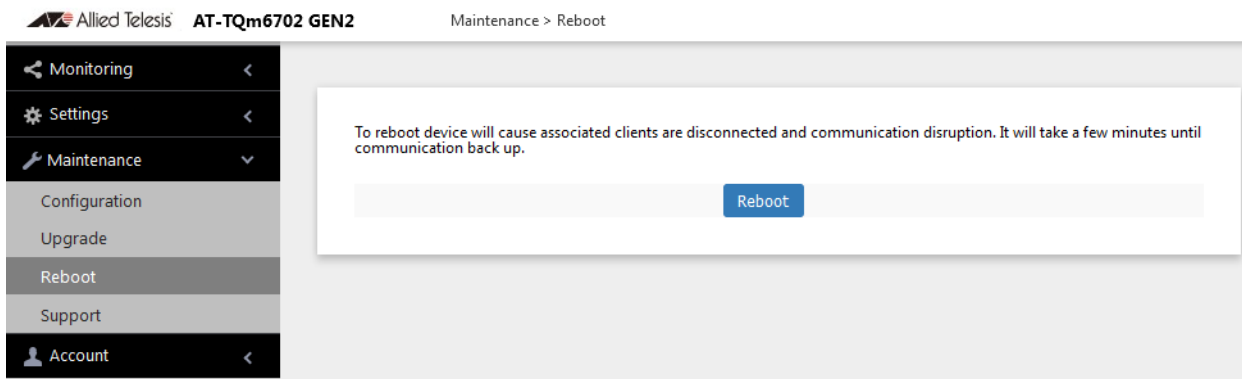 Allied Telesis AT-TQm6702 GEN2 Maintenance > Reboot
Monitoring
Settings
Maintenance
Configuration
Upgrade
Reboot
Support
Account
To reboot device will cause associated clients are disconnected and communication disruption. It will take a few minutes until
communication back up.
Reboot